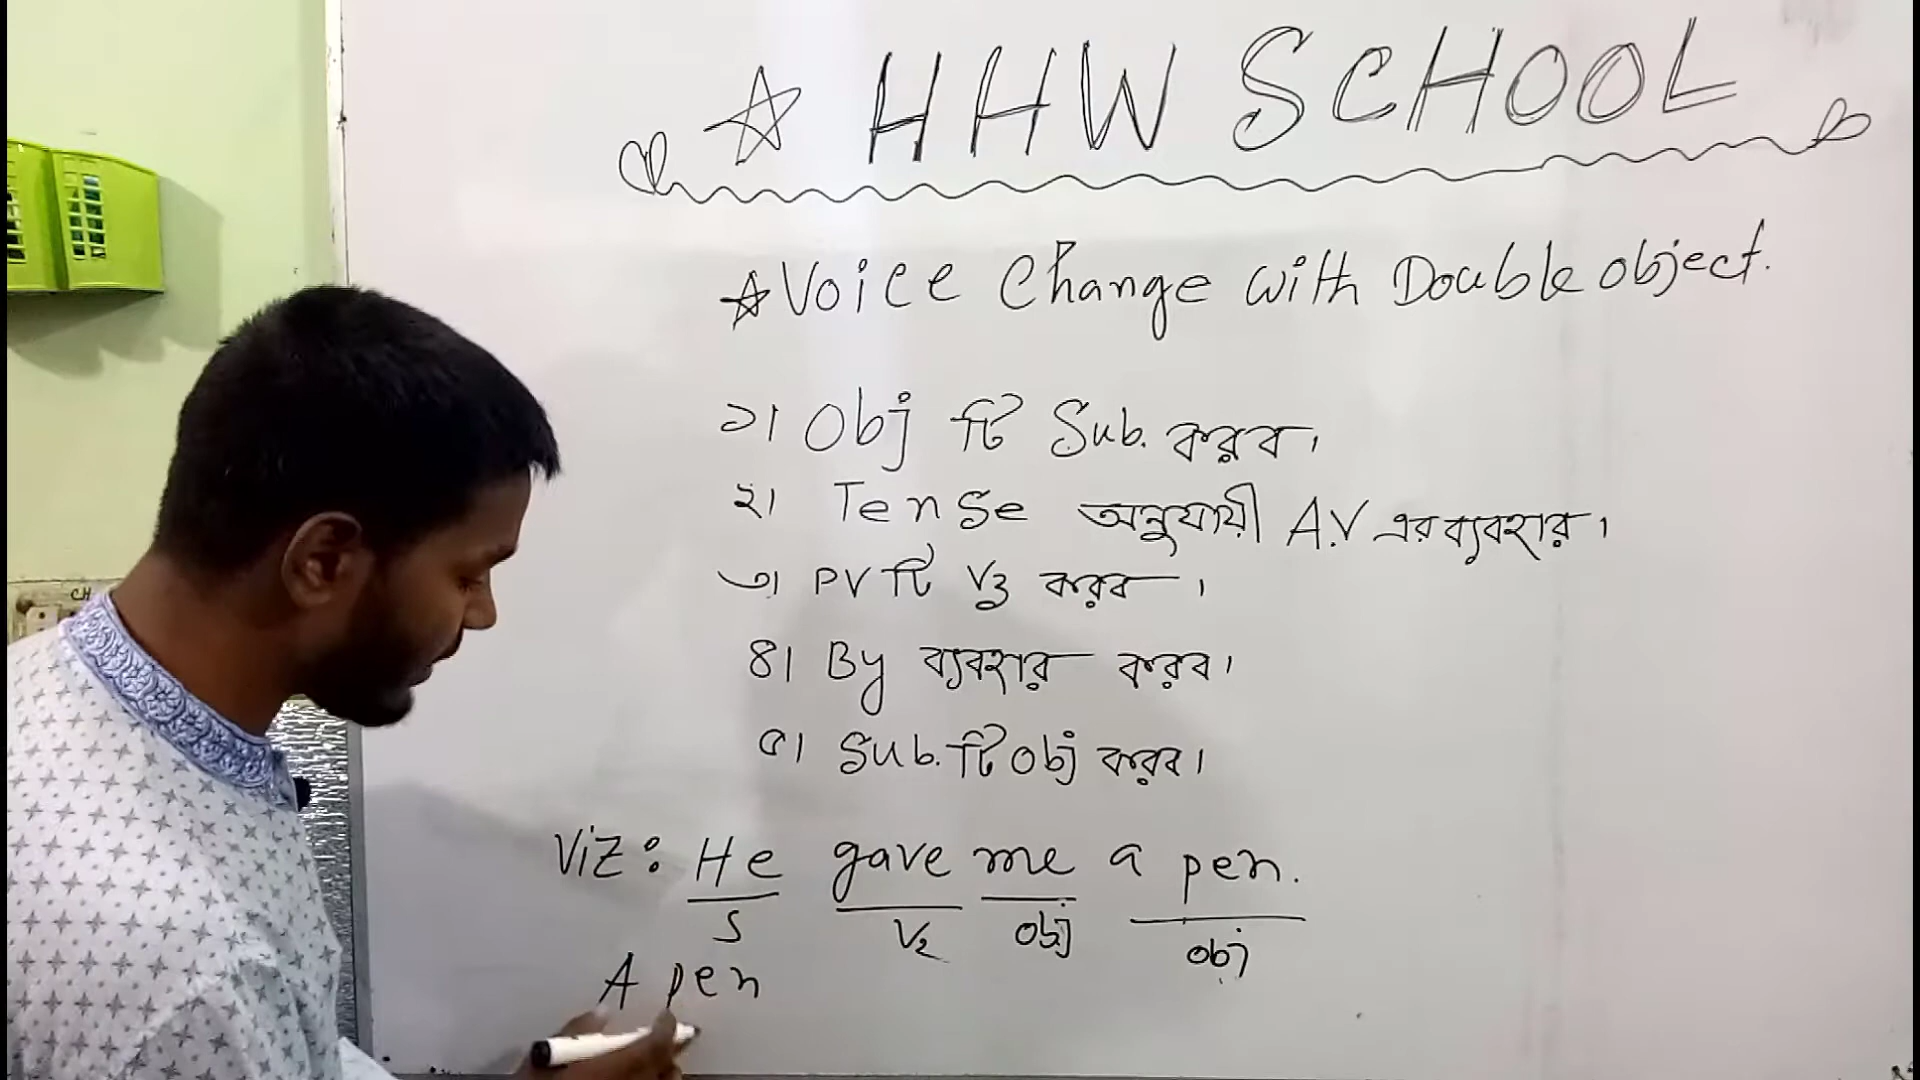 ☆ HHW SCHOOL
☆ Voice Change with Double object.
১। Obj টি Sub. করব।
২। Tense অনুযায়ী A.V এর ব্যবহার।
৩। PV টি V3 করব।
৪। By ব্যবহার করব।
৫। Sub. টি Obj করব।
Viz: He gave me a pen.
S V2 obj obj
A pen